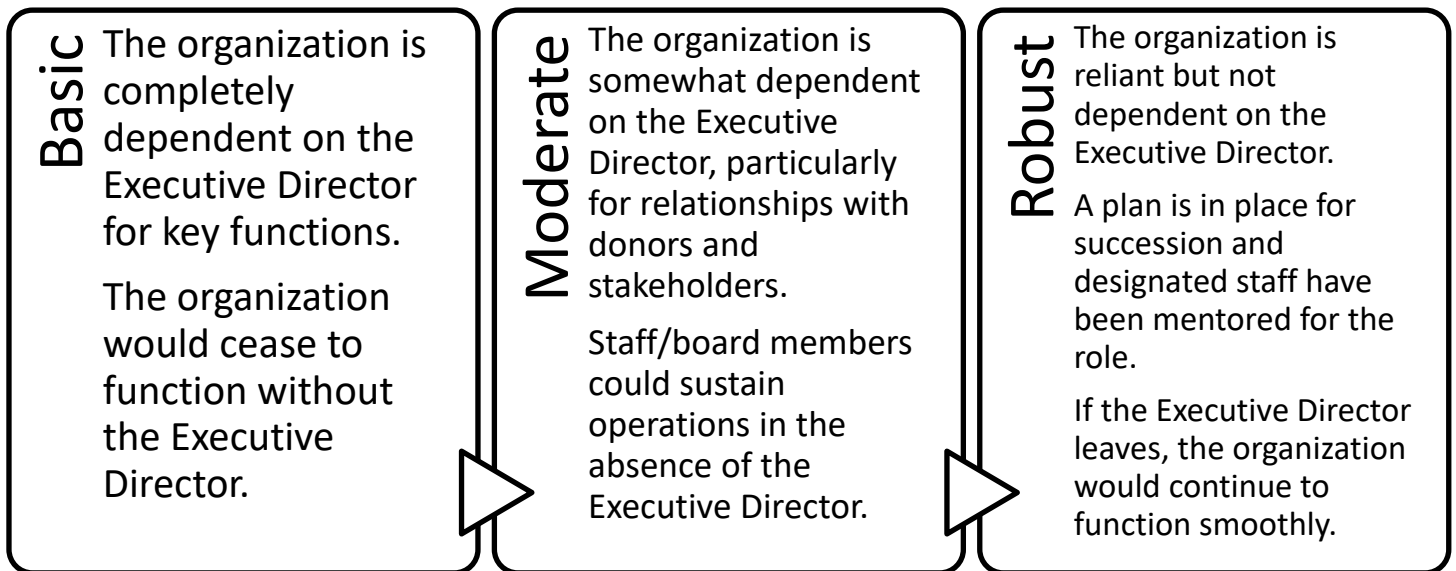 Basic
The organization is
completely
dependent on the
Executive Director
for key functions.
The organization
would cease to
function without
the Executive
Director.
Moderate
The organization is
somewhat dependent
on the Executive
Director, particularly
for relationships with
donors and
stakeholders.
Staff/board members
could sustain
operations in the
absence of the
Executive Director.
Robust
The organization is
reliant but not
dependent on the
Executive Director.
A plan is in place for
succession and
designated staff have
been mentored for the
role.
If the Executive Director
leaves, the organization
would continue to
function smoothly.